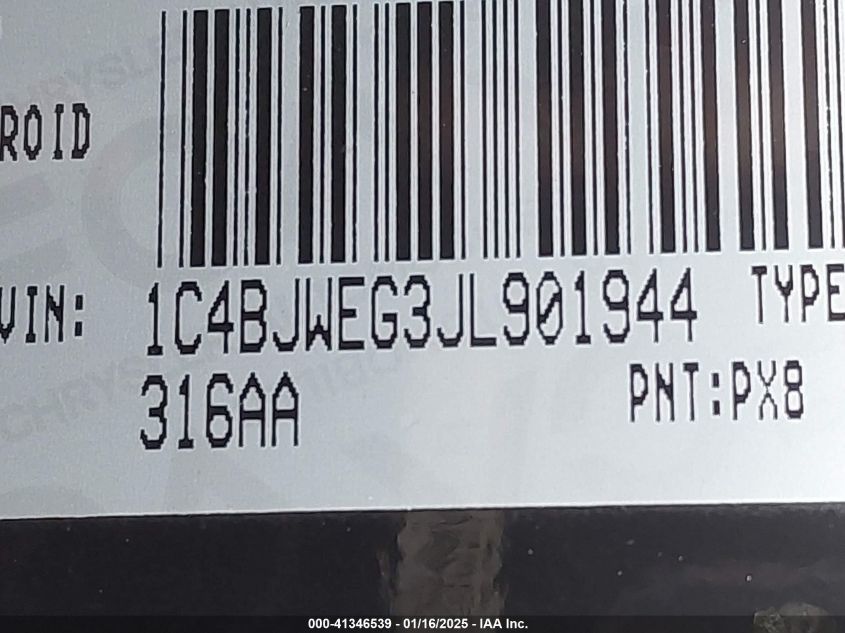 ROID
VIN: 1C4BJWEG3JL901944 TYPE
316AA PNT:PX8
000-41346539 - 01/16/2025 - IAA Inc.